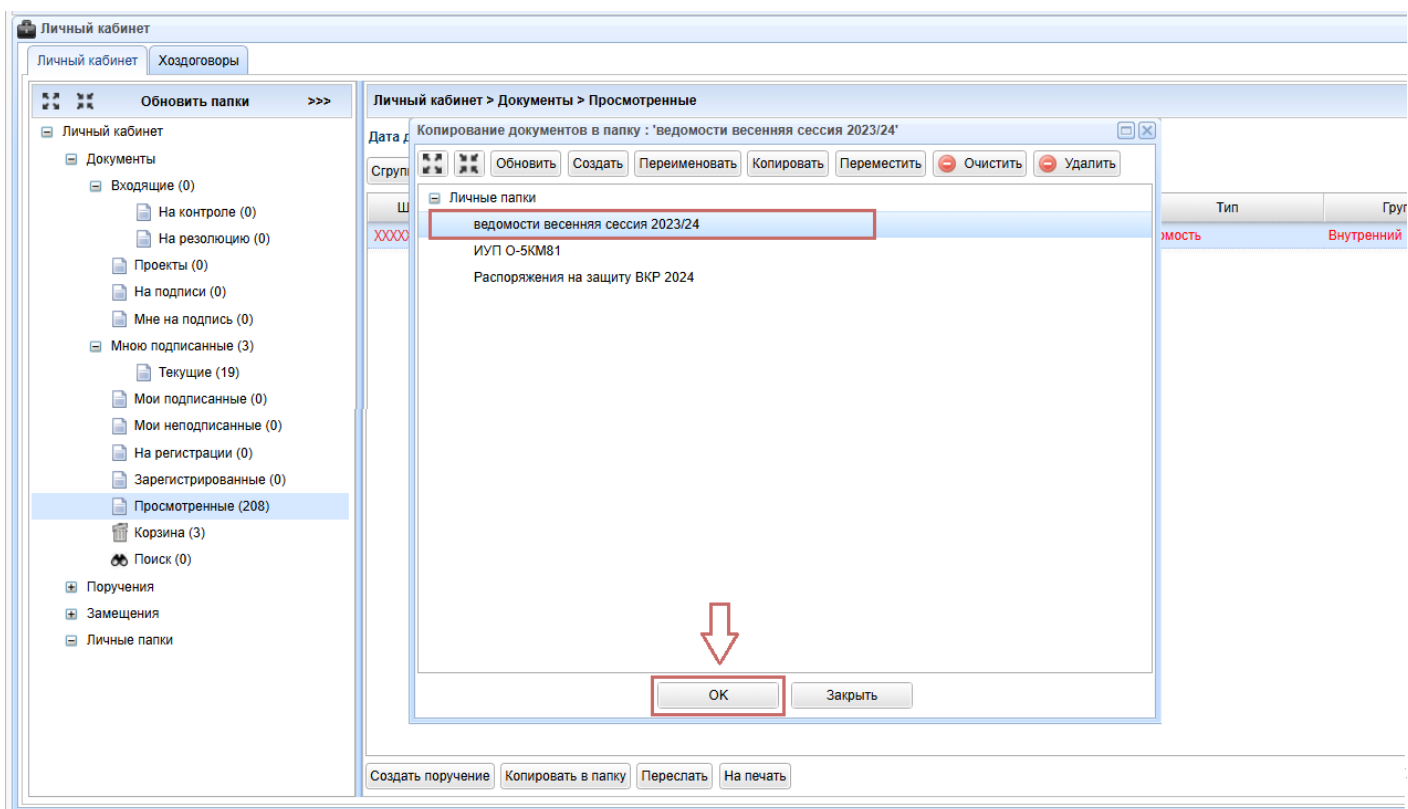 Личный кабинет
Личный кабинет Хоздоговоры
Обновить папки >>>
Личный кабинет
Документы
Входящие (0)
На контроле (0)
На резолюцию (0)
Проекты (0)
На подписи (0)
Мне на подпись (0)
Мною подписанные (3)
Текущие (19)
Мои подписанные (0)
Мои неподписанные (0)
На регистрации (0)
Зарегистрированные (0)
Просмотренные (208)
Корзина (3)
Поиск (0)
Поручения
Замещения
Личные папки
Личный кабинет > Документы > Просмотренные
Дата д
Сгруп
Ш Тип Груп
XXXXX омость Внутренний
Копирование документов в папку : 'ведомости весенняя сессия 2023/24'
Обновить Создать Переименовать Копировать Переместить Очистить Удалить
Личные папки
ведомости весенняя сессия 2023/24
ИУП О-5КМ81
Распоряжения на защиту ВКР 2024
OK Закрыть
Создать поручение Копировать в папку Переслать На печать